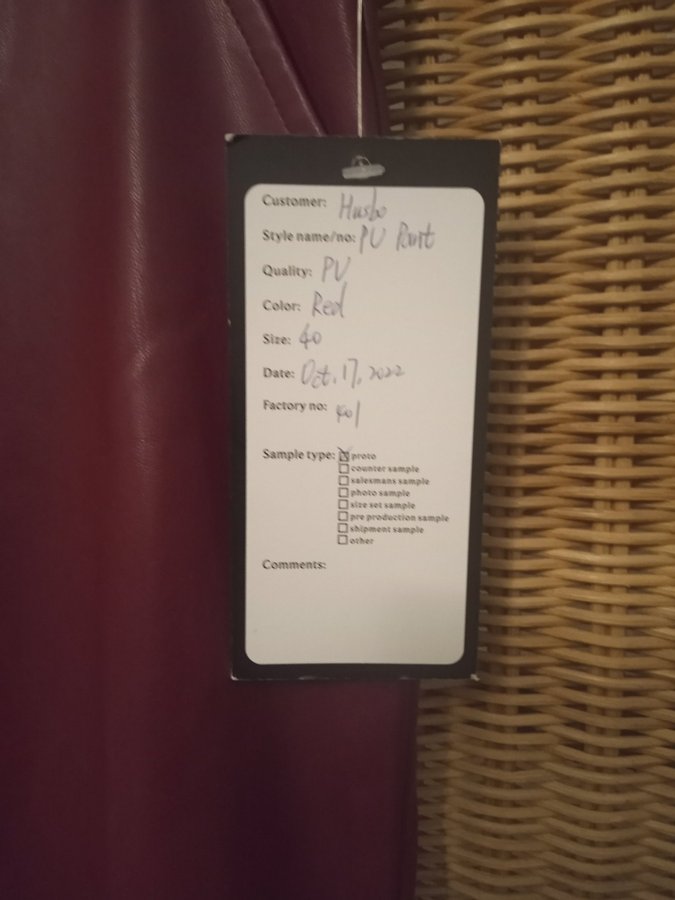 Customer: Husbo
Style name/no: PU Pant
Quality: PU
Color: Red
Size: 40
Date: Oct. 17, 2022
Factory no: 401
Sample type: proto
counter sample
salesmans sample
photo sample
size set sample
pre production sample
shipment sample
other
Comments: